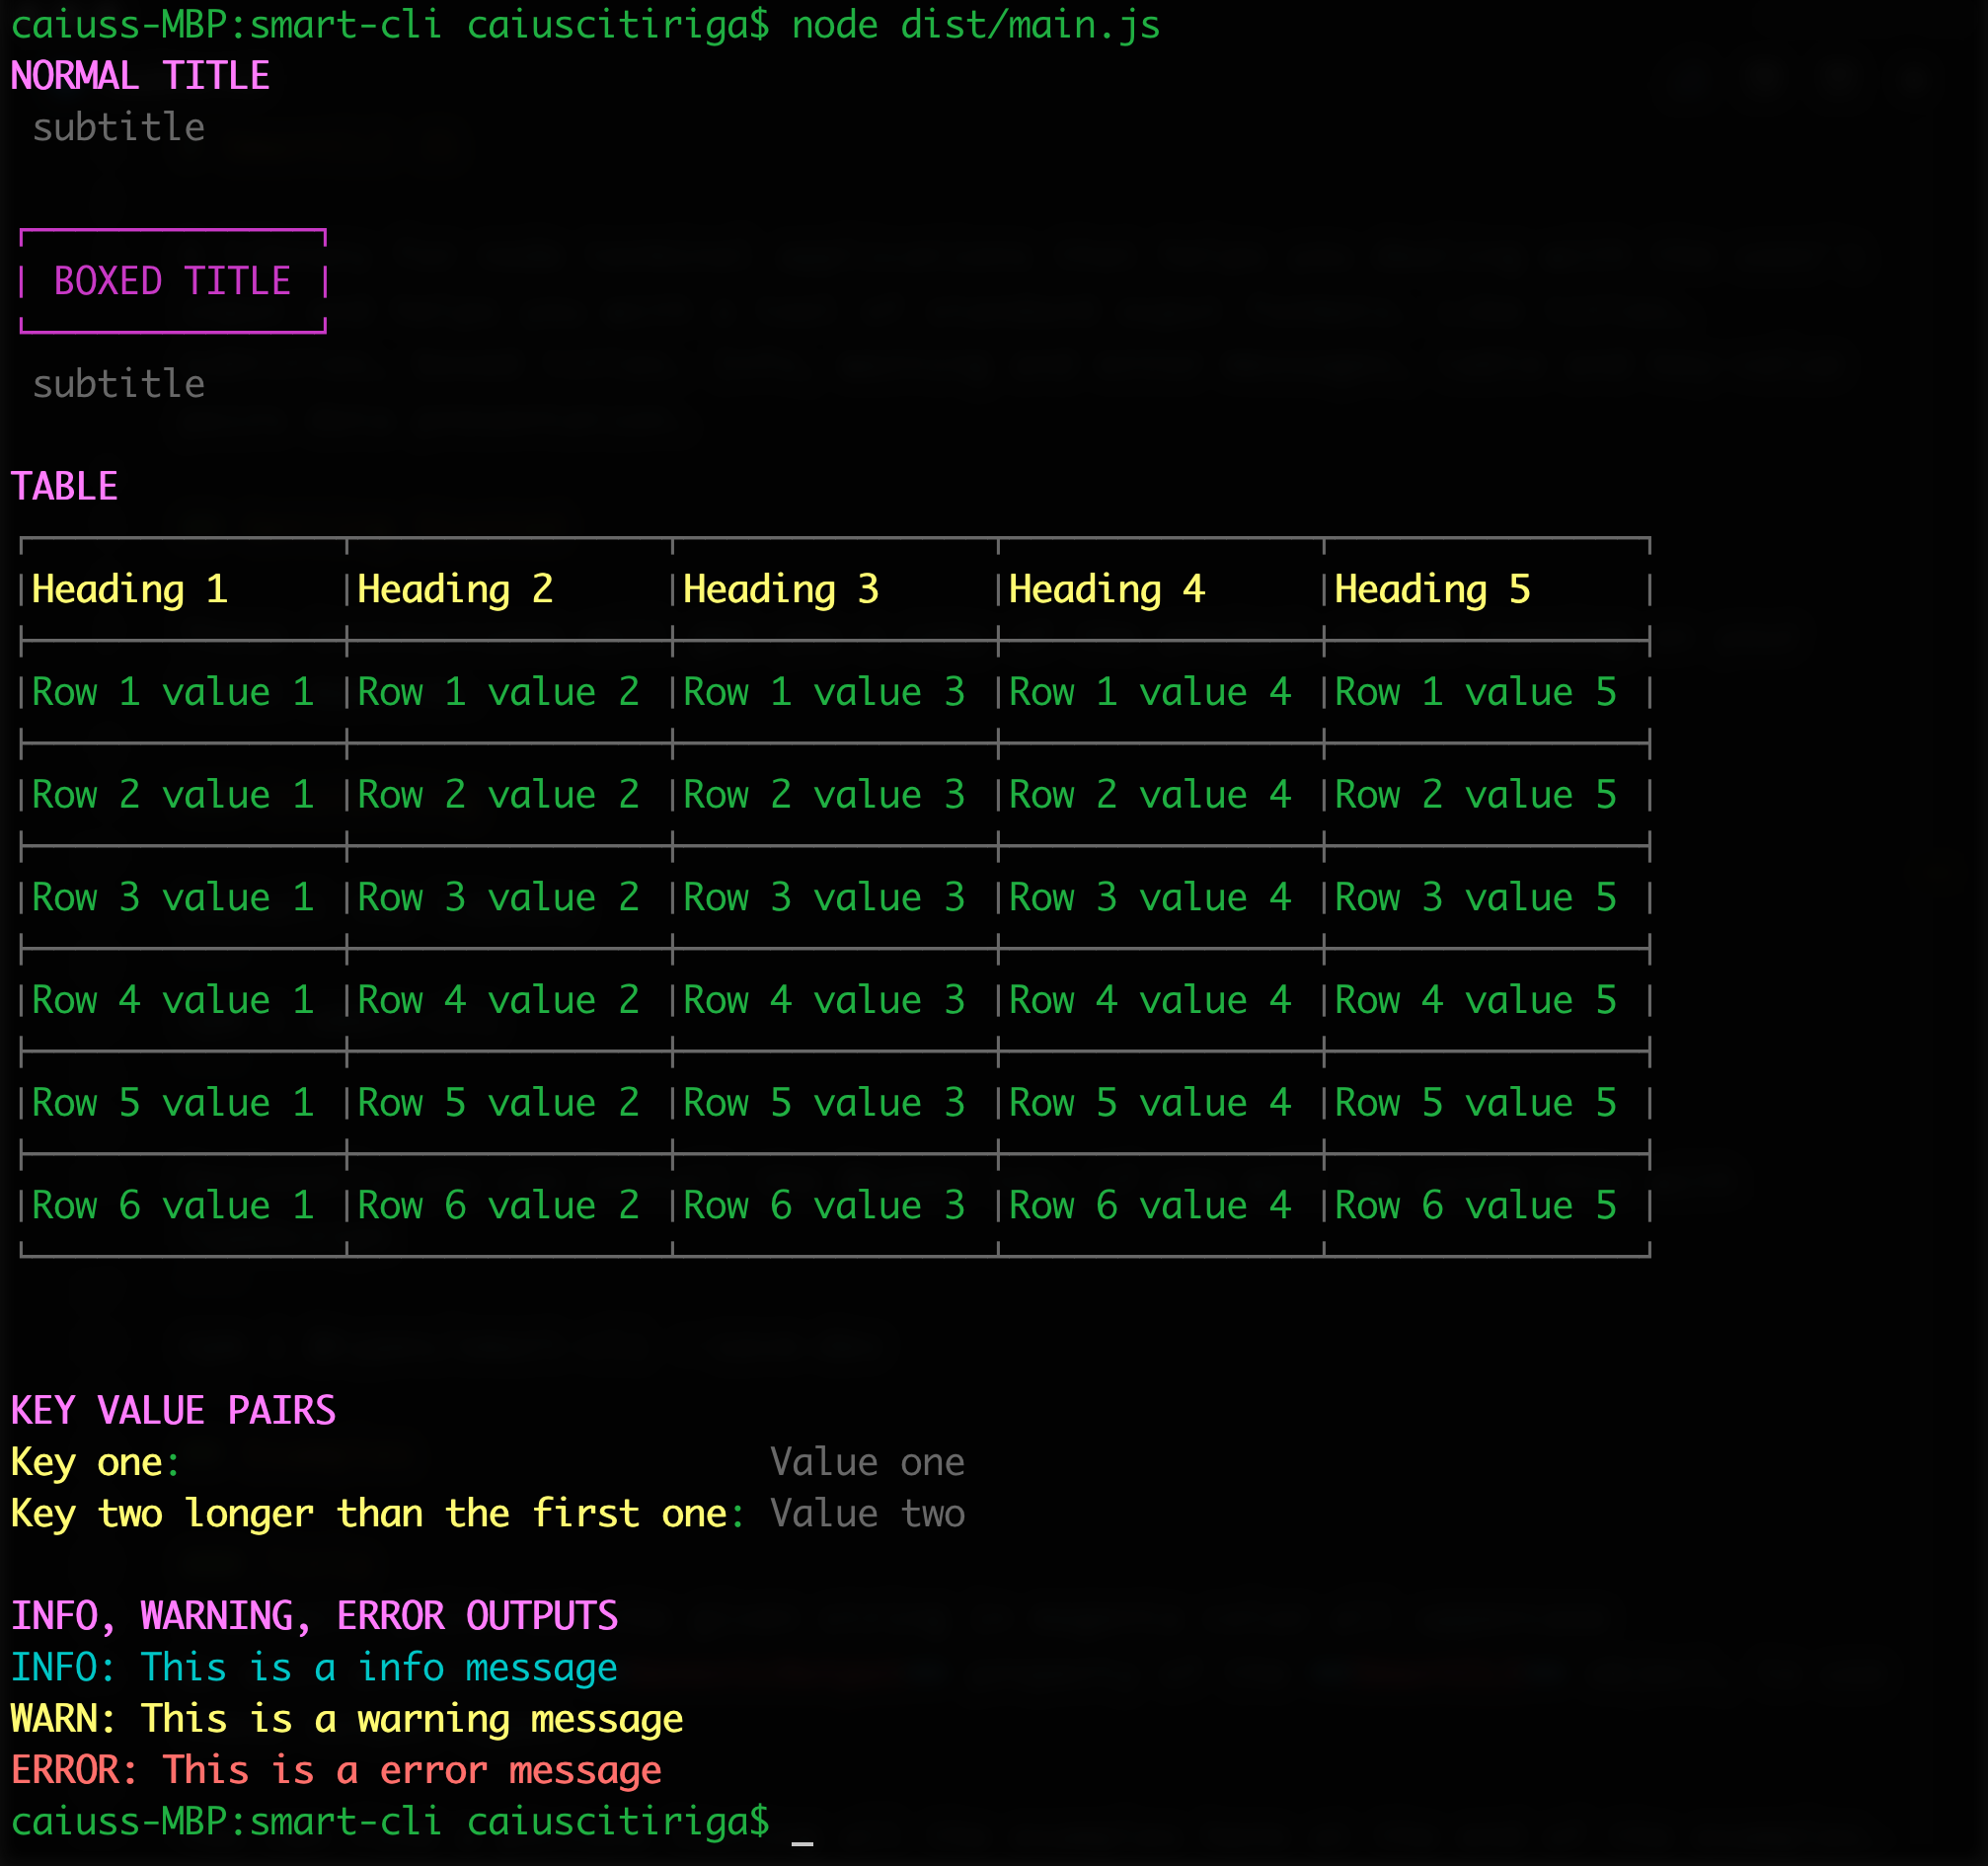 caiuss-MBP:smart-cli caiuscitiriga$ node dist/main.js
NORMAL TITLE
subtitle
BOXED TITLE
subtitle
TABLE
Heading 1 Heading 2 Heading 3 Heading 4 Heading 5
Row 1 value 1 Row 1 value 2 Row 1 value 3 Row 1 value 4 Row 1 value 5
Row 2 value 1 Row 2 value 2 Row 2 value 3 Row 2 value 4 Row 2 value 5
Row 3 value 1 Row 3 value 2 Row 3 value 3 Row 3 value 4 Row 3 value 5
Row 4 value 1 Row 4 value 2 Row 4 value 3 Row 4 value 4 Row 4 value 5
Row 5 value 1 Row 5 value 2 Row 5 value 3 Row 5 value 4 Row 5 value 5
Row 6 value 1 Row 6 value 2 Row 6 value 3 Row 6 value 4 Row 6 value 5
KEY VALUE PAIRS
Key one: Value one
Key two longer than the first one: Value two
INFO, WARNING, ERROR OUTPUTS
INFO: This is a info message
WARN: This is a warning message
ERROR: This is a error message
caiuss-MBP:smart-cli caiuscitiriga$ _